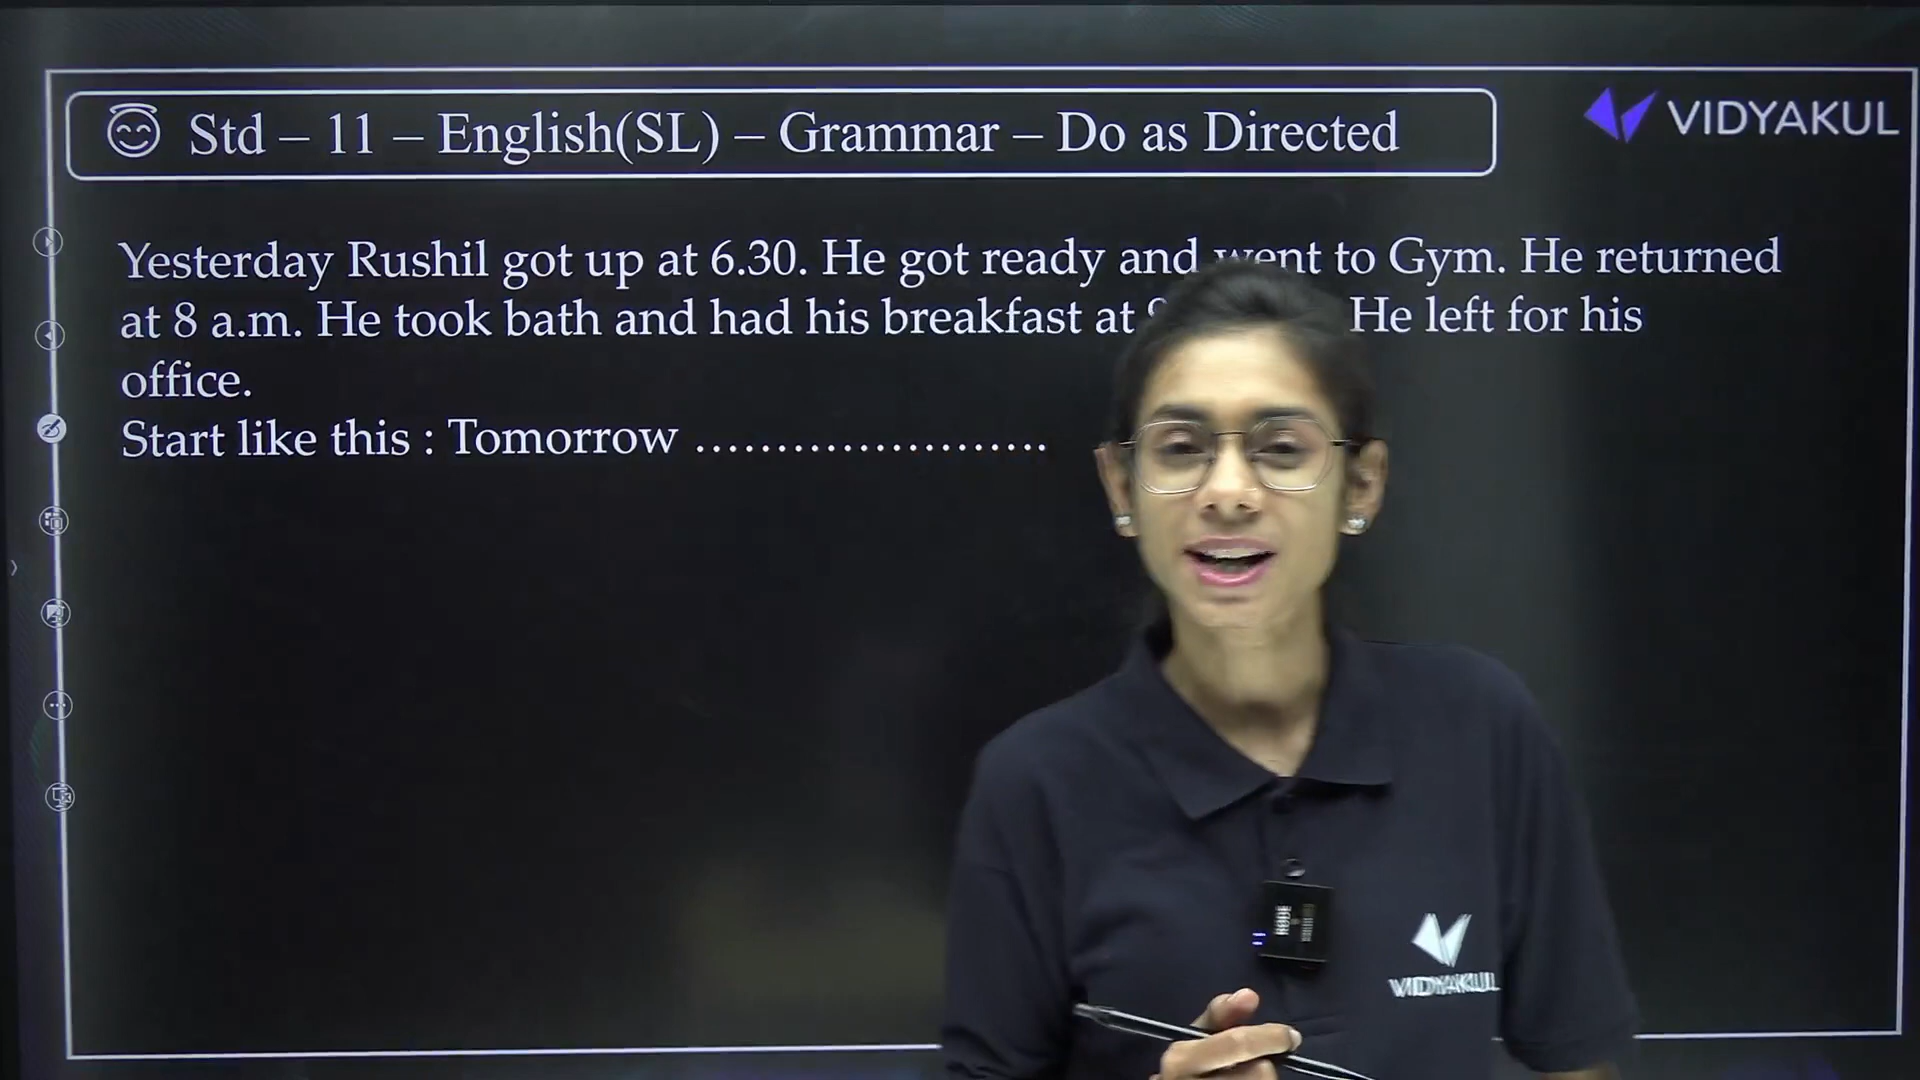 Std – 11 – English(SL) – Grammar – Do as Directed
VIDYAKUL
Yesterday Rushil got up at 6.30. He got ready and went to Gym. He returned
at 8 a.m. He took bath and had his breakfast at He left for his
office.
Start like this : Tomorrow ......................
RODE
VIDYAKUL